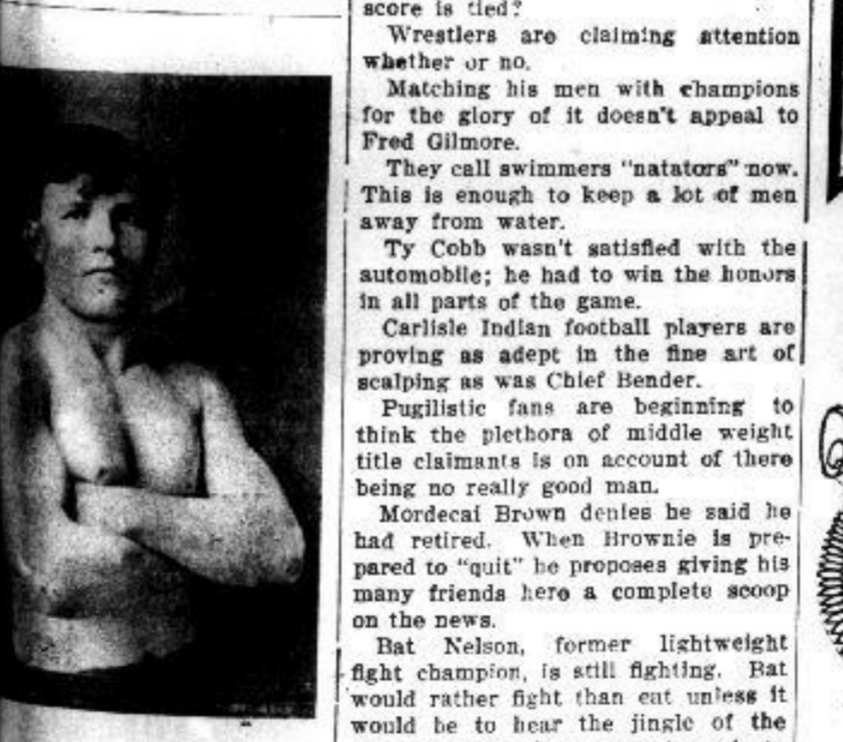 score is tied?
Wrestlers are claiming attention
whether or no.
Matching his men with champions
for the glory of it doesn't appeal to
Fred Gilmore.
They call swimmers "natators" now.
This is enough to keep a lot of men
away from water.
Ty Cobb wasn't satisfied with the
automobile; he had to win the honors
in all parts of the game.
Carlisle Indian football players are
proving as adept in the fine art of
scalping as was Chief Bender.
Pugilistic fans are beginning to
think the plethora of middle weight
title claimants is on account of there
being no really good man.
Mordecai Brown denies he said he
had retired. When Brownie is pre-
pared to "quit" he proposes giving his
many friends here a complete scoop
on the news.
Bat Nelson, former lightweight
fight champion, is still fighting. Bat
would rather fight than eat unless it
would be to hear the jingle of the